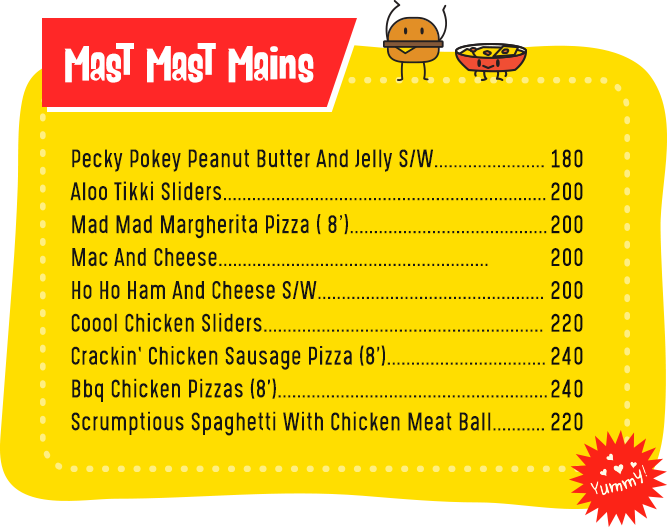 Mast Mast Mains
Pecky Pokey Peanut Butter And Jelly S/W....................... 180
Aloo Tikki Sliders................................................................... 200
Mad Mad Margherita Pizza ( 8')......................................... 200
Mac And Cheese........................................................ 200
Ho Ho Ham And Cheese S/W............................................... 200
Coool Chicken Sliders.......................................................... 220
Crackin' Chicken Sausage Pizza (8')................................. 240
Bbq Chicken Pizzas (8')........................................................ 240
Scrumptious Spaghetti With Chicken Meat Ball........... 220
Yummy!